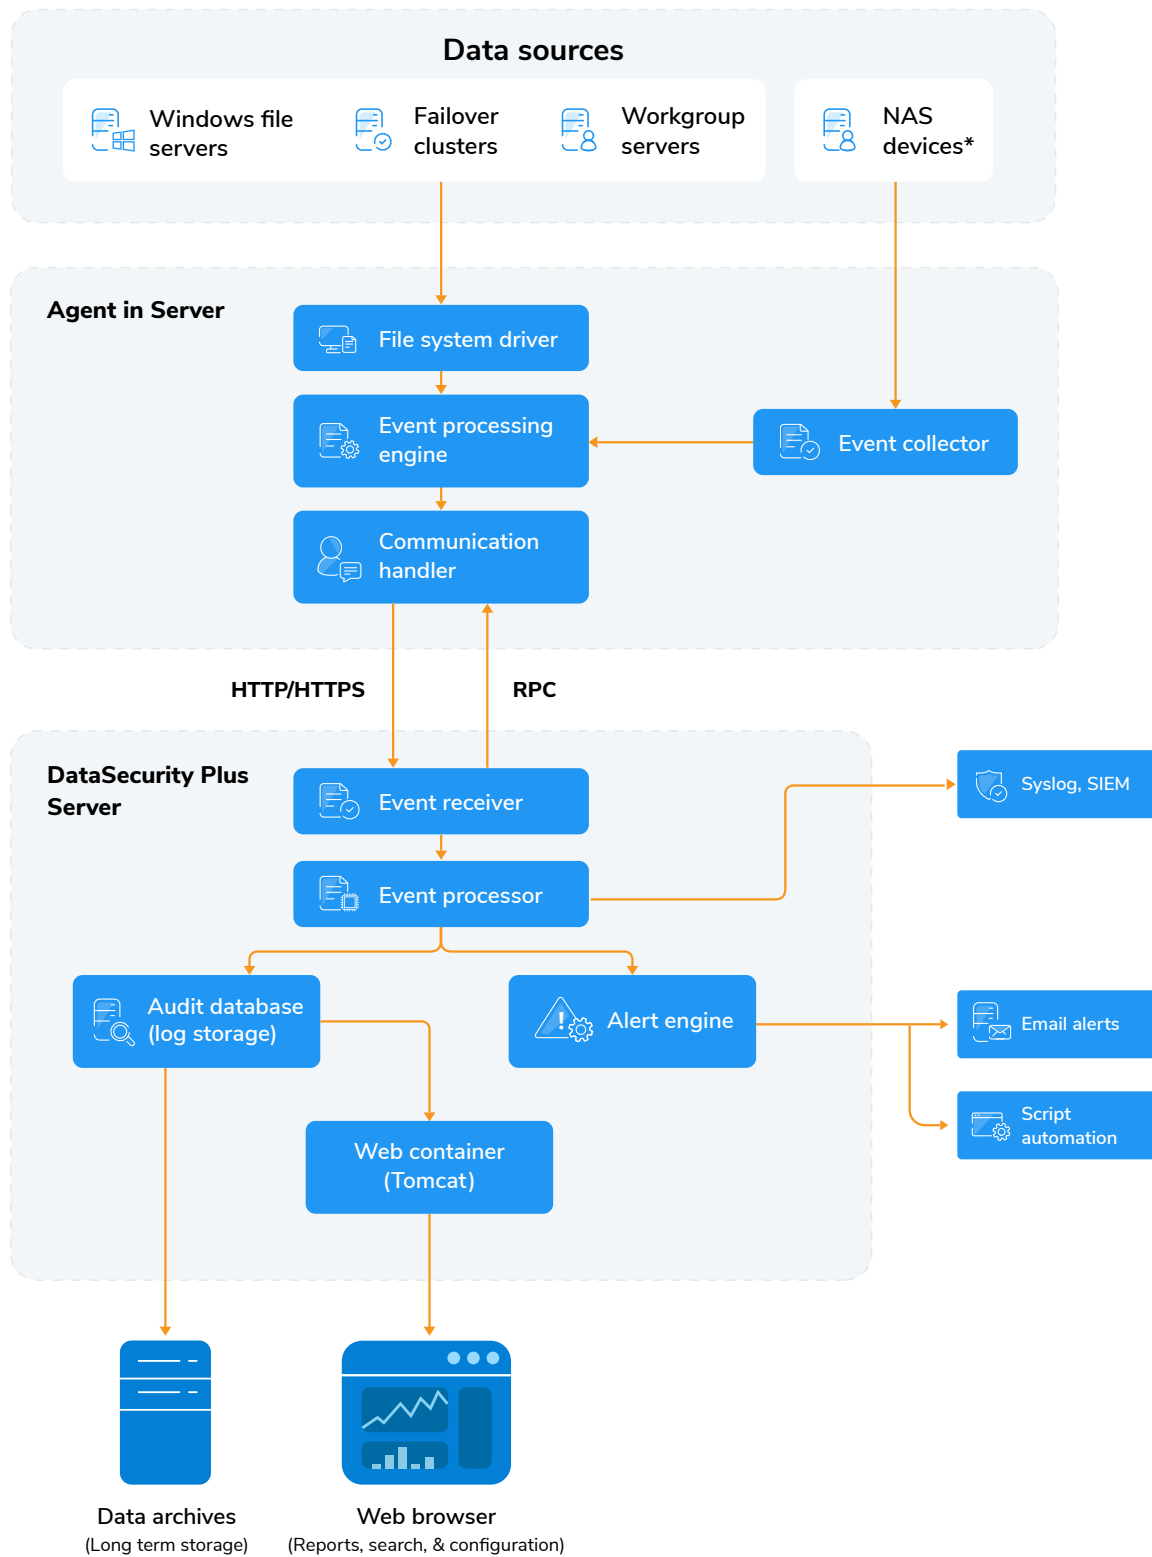 Data sources
Windows file
servers
Failover
clusters
Workgroup
servers
NAS
devices*
Agent in Server
File system driver
Event processing
engine
Event collector
Communication
handler
HTTP/HTTPS
RPC
DataSecurity Plus
Server
Event receiver
Syslog, SIEM
Event processor
Audit database
(log storage)
Alert engine
Email alerts
Script
automation
Web container
(Tomcat)
Data archives
(Long term storage)
Web browser
(Reports, search, & configuration)